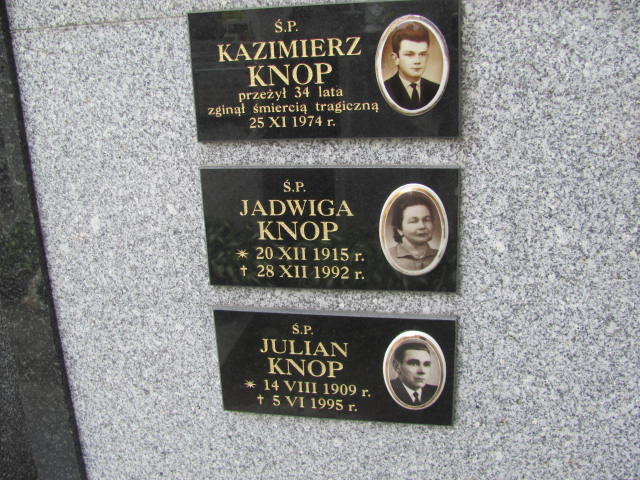 Ś.P.
KAZIMIERZ
KNOP
przeżył 34 lata
zginął śmiercią tragiczną
25 XI 1974 r.
Ś.P.
JADWIGA
KNOP
* 20 XII 1915 r.
† 28 XII 1992 r.
Ś.P.
JULIAN
KNOP
* 14 VIII 1909 r.
† 5 VI 1995 r.